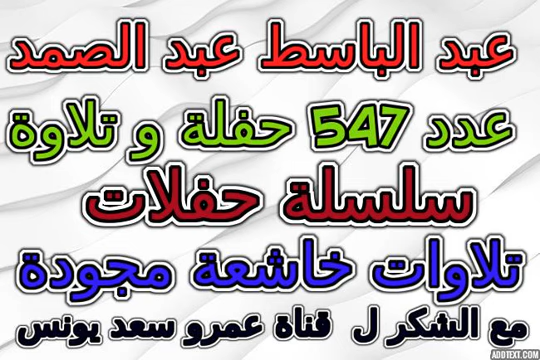 عبد الباسط عبد الصمد
عدد 547 حفلة و تلاوة
سلسلة حفلات
تلاوات خاشعة مجودة
مع الشكر ل قناة عمرو سعد يونس
ADDTEXT.COM